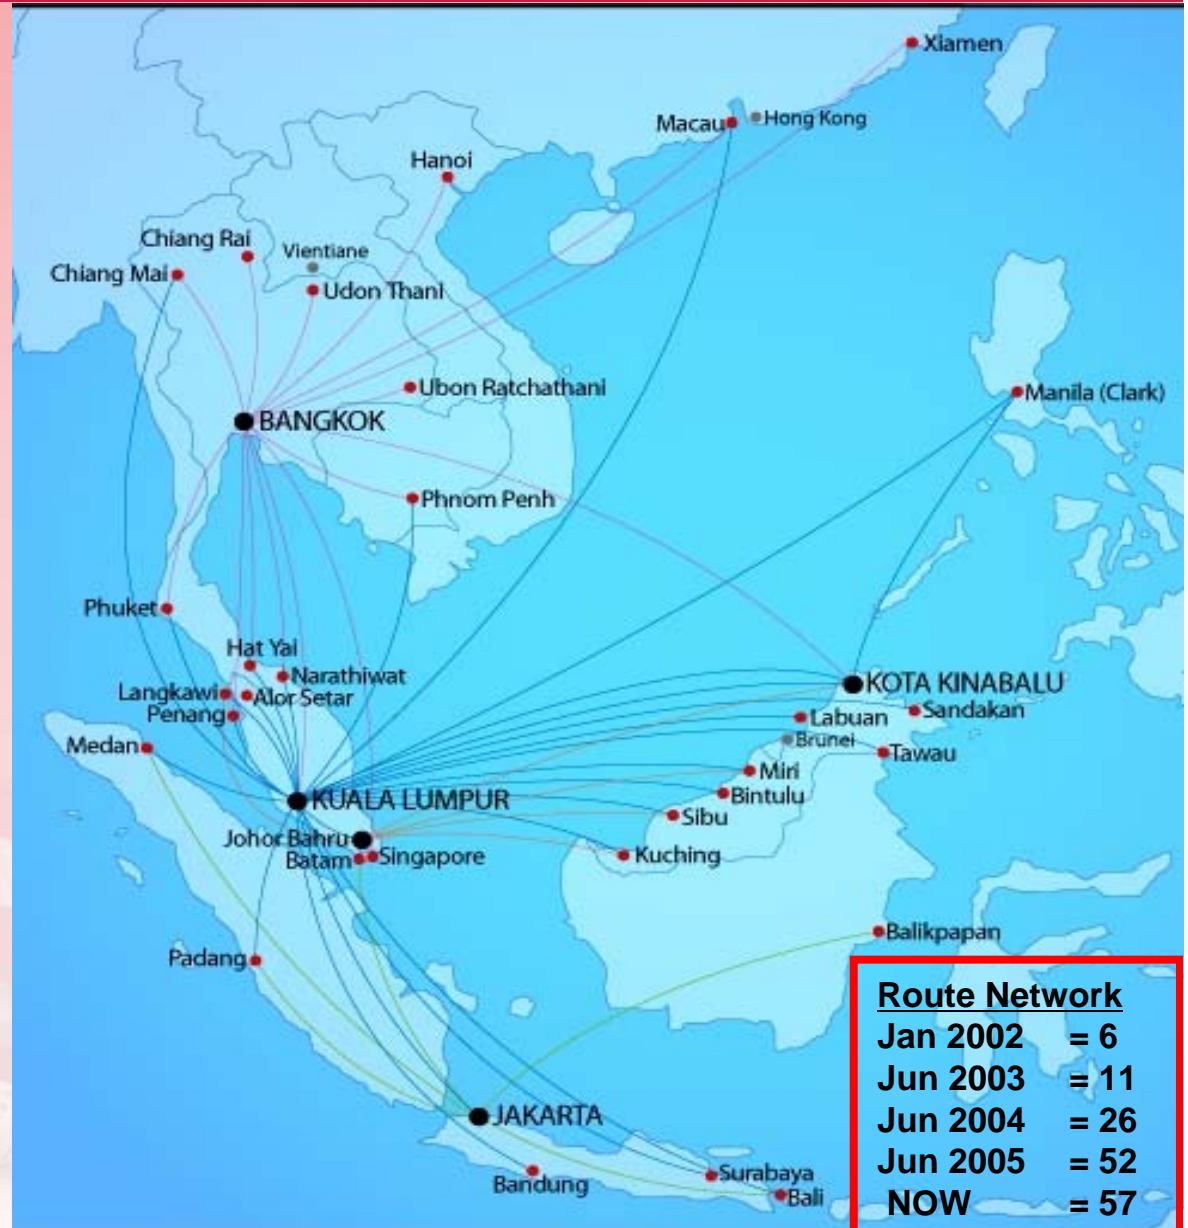 Xiamen
Macau
Hong Kong
Hanoi
Chiang Rai
Vientiane
Chiang Mai
Udon Thani
Ubon Ratchathani
Manila (Clark)
BANGKOK
Phnom Penh
Phuket
Hat Yai
Narathiwat
Langkawi
Alor Setar
KOTA KINABALU
Penang
Labuan
Sandakan
Medan
Brunei
Tawau
Miri
KUALA LUMPUR
Bintulu
Sibu
Johor Bahru
Batam
Singapore
Kuching
Balikpapan
Padang
JAKARTA
Bandung
Surabaya
Bali
Route Network
Jan 2002 = 6
Jun 2003 = 11
Jun 2004 = 26
Jun 2005 = 52
NOW = 57